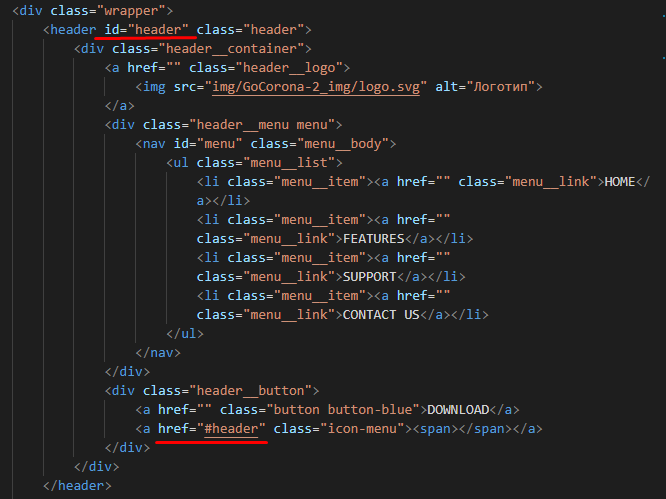 <div class="wrapper">
<header id="header" class="header">
<div class="header__container">
<a href="" class="header__logo">
<img src="img/GoCorona-2_img/logo.svg" alt="Логотип">
</a>
<div class="header__menu menu">
<nav id="menu" class="menu__body">
<ul class="menu__list">
<li class="menu__item"><a href="" class="menu__link">HOME</
a></li>
<li class="menu__item"><a href=""
class="menu__link">FEATURES</a></li>
<li class="menu__item"><a href=""
class="menu__link">SUPPORT</a></li>
<li class="menu__item"><a href=""
class="menu__link">CONTACT US</a></li>
</ul>
</nav>
</div>
<div class="header__button">
<a href="" class="button button-blue">DOWNLOAD</a>
<a href="#header" class="icon-menu"><span></span></a>
</div>
</div>
</header>